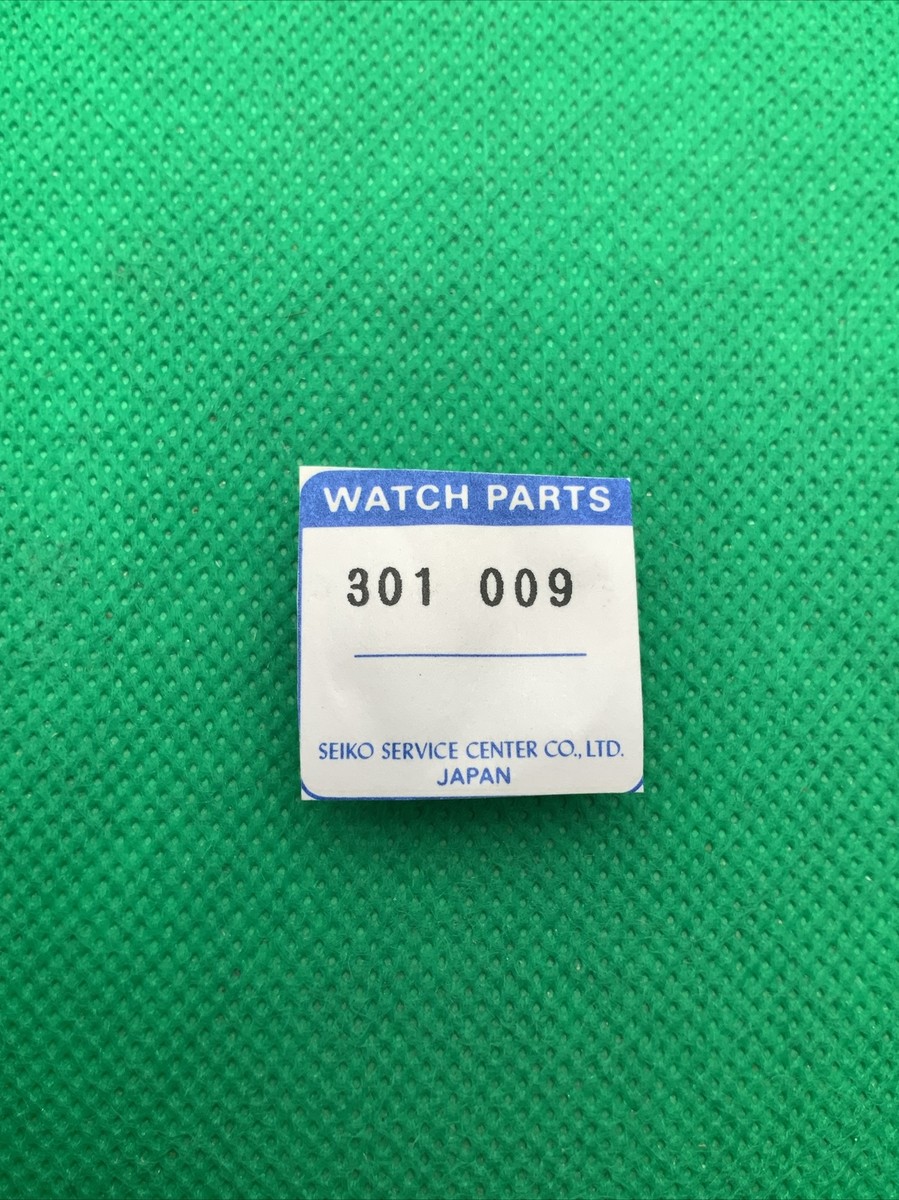 WATCH PARTS
301 009
SEIKO SERVICE CENTER CO., LTD.
JAPAN